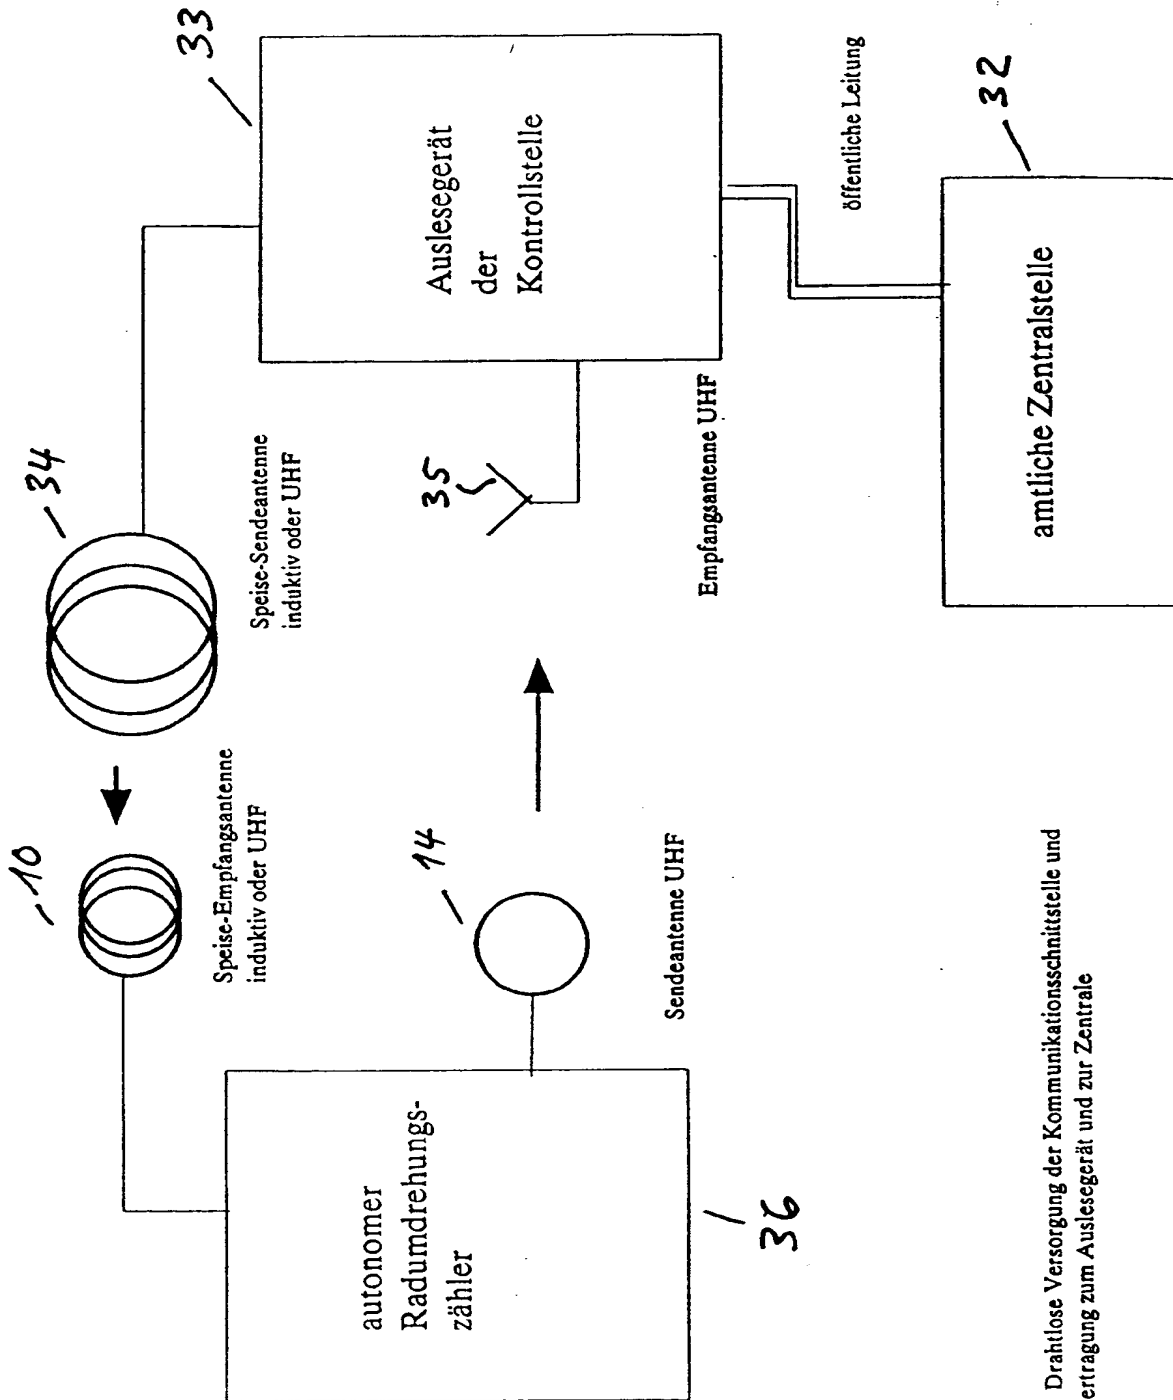 10
34
33
Speise-Empfangsantenne
induktiv oder UHF
Speise-Sendeantenne
induktiv oder UHF
autonomer
Radumdrehungs-
zähler
14
35
Auslesegerät
der
Kontrollstelle
Sendeantenne UHF
Empfangsantenne UHF
36
öffentliche Leitung
32
amtliche Zentralstelle
Drahtlose Versorgung der Kommunikationsschnittstelle und
ertragung zum Auslesegerät und zur Zentrale